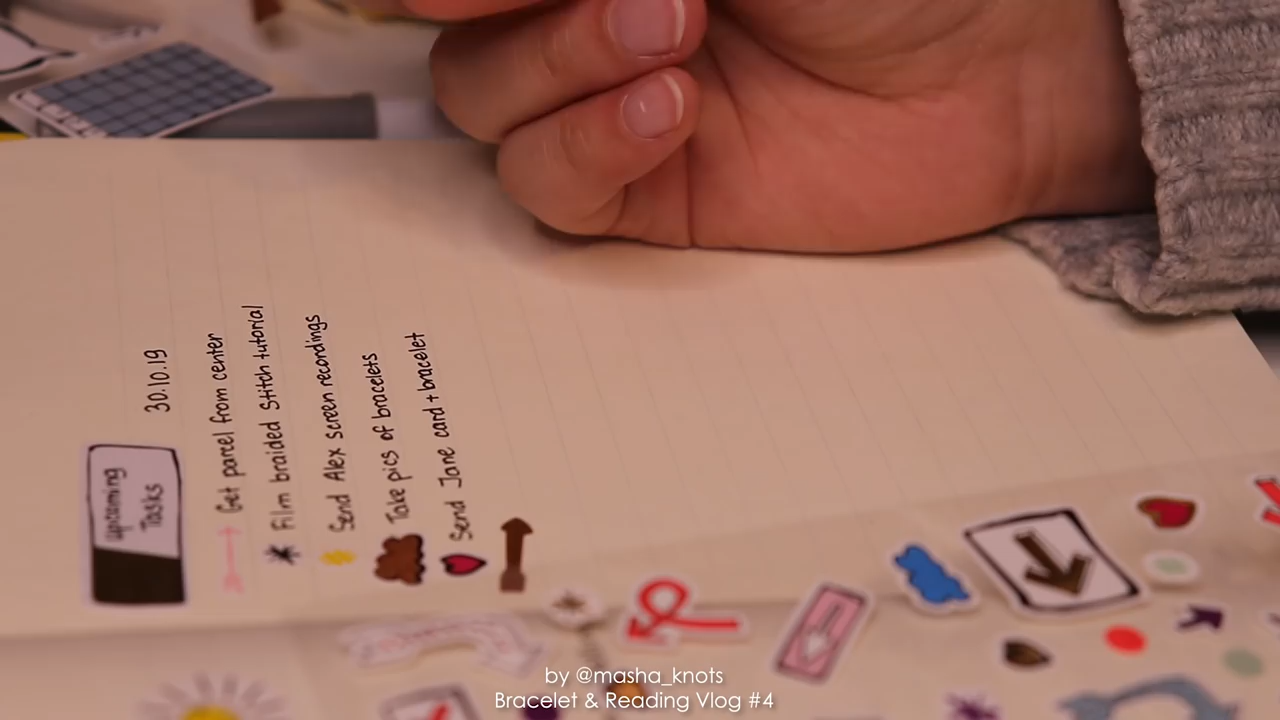 Upcoming
Tasks
30.10.19
Get parcel from center
Film braided stitch tutorial
Send Alex screen recordings
Take pics of bracelets
Send Jane card + bracelet
by @masha_knots
Bracelet & Reading Vlog #4